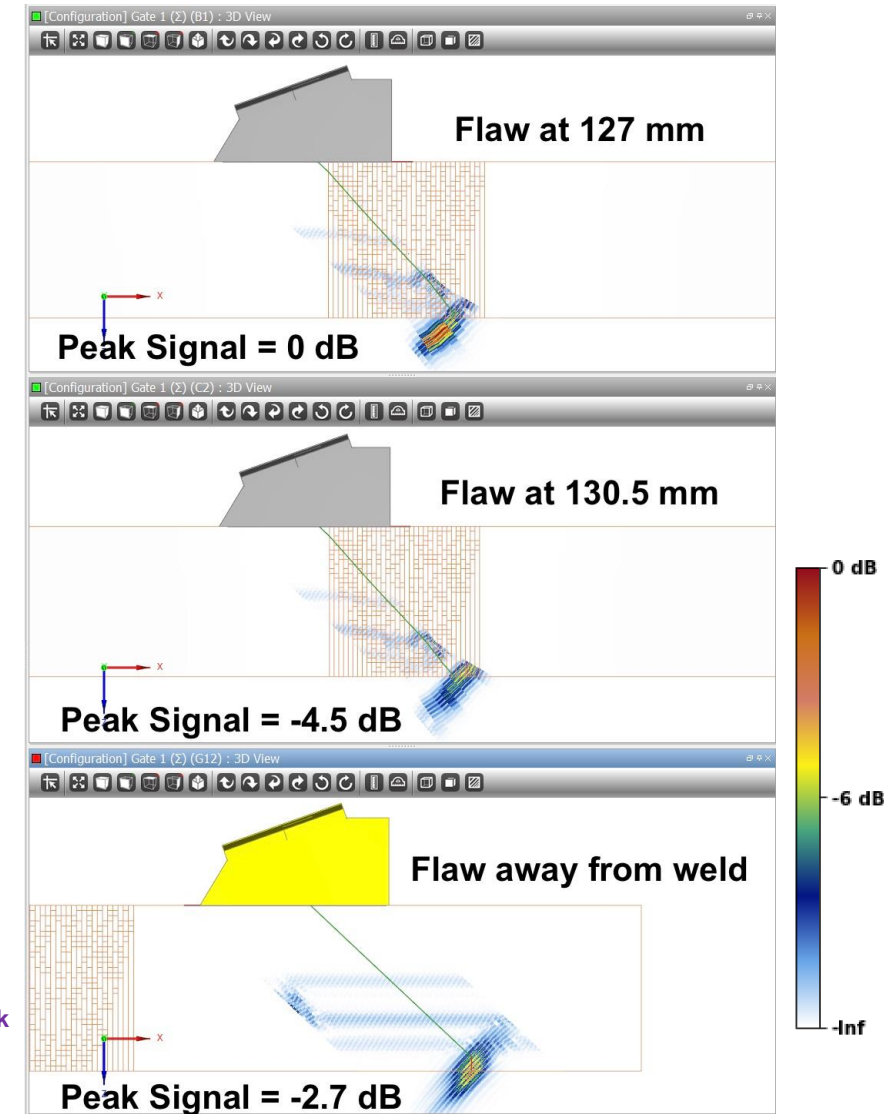 [Configuration] Gate 1 (Σ) (B1) : 3D View
Flaw at 127 mm
X
Peak Signal = 0 dB
[Configuration] Gate 1 (Σ) (C2) : 3D View
Flaw at 130.5 mm
X
Peak Signal = -4.5 dB
0 dB
-6 dB
-Inf
[Configuration] Gate 1 (Σ) (G12) : 3D View
Flaw away from weld
k
X
Peak Signal = -2.7 dB